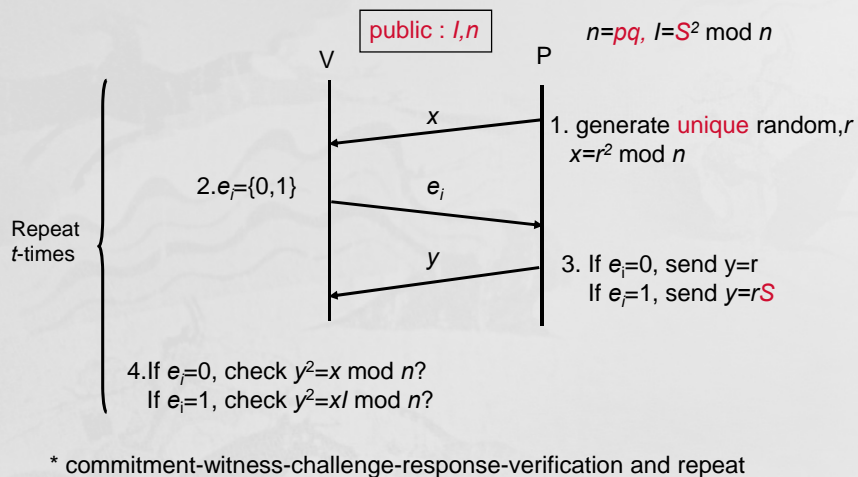 public : I,n
n=pq, I=S² mod n
V
P
x
1. generate unique random,r
x=r² mod n
2.eᵢ={0,1}
eᵢ
Repeat
t-times
y
3. If eᵢ=0, send y=r
If eᵢ=1, send y=rS
4.If eᵢ=0, check y²=x mod n?
If eᵢ=1, check y²=xI mod n?
* commitment-witness-challenge-response-verification and repeat